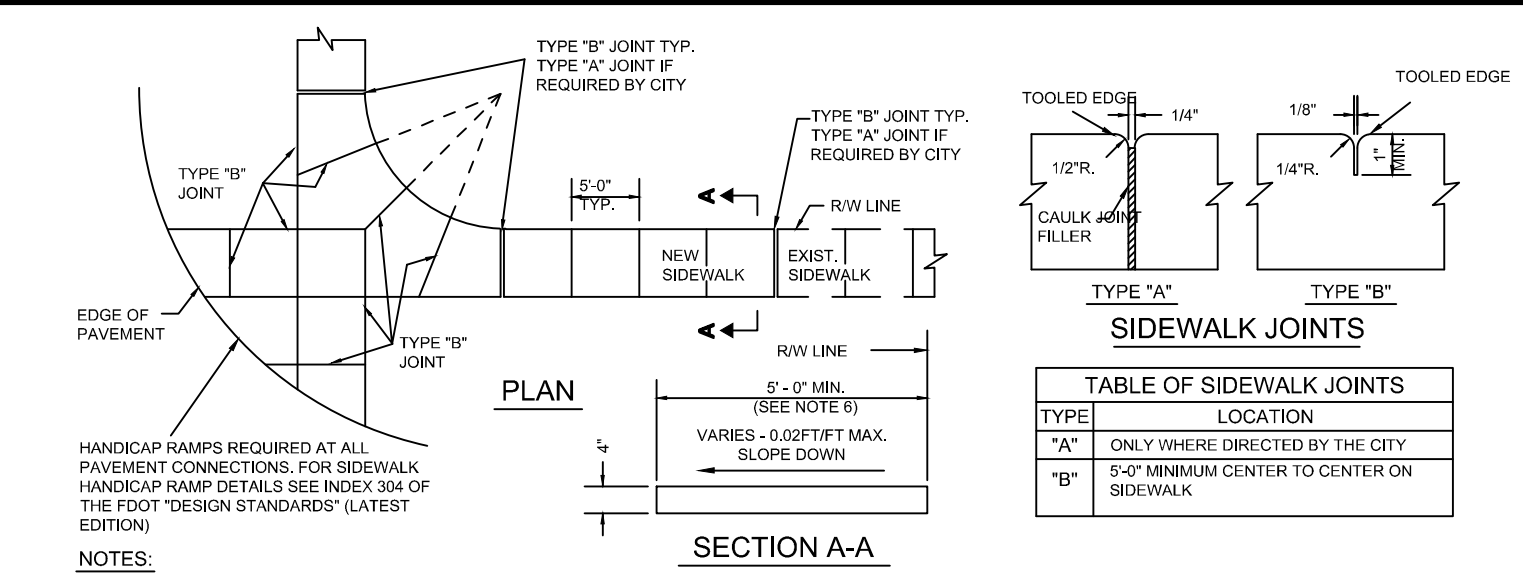 TYPE "B" JOINT TYP.
TYPE "A" JOINT IF
REQUIRED BY CITY
TYPE "B" JOINT TYP.
TYPE "A" JOINT IF
REQUIRED BY CITY
TYPE "B"
JOINT
5'-0"
TYP.
A
R/W LINE
NEW
SIDEWALK
EXIST.
SIDEWALK
EDGE OF
PAVEMENT
TYPE "B"
JOINT
A
R/W LINE
PLAN
5' - 0" MIN.
(SEE NOTE 6)
VARIES - 0.02FT/FT MAX.
SLOPE DOWN
4"
SECTION A-A
HANDICAP RAMPS REQUIRED AT ALL
PAVEMENT CONNECTIONS. FOR SIDEWALK
HANDICAP RAMP DETAILS SEE INDEX 304 OF
THE FDOT "DESIGN STANDARDS" (LATEST
EDITION)
NOTES:
TOOLED EDGE
1/4"
1/2"R.
CAULK JOINT
FILLER
TYPE "A"
TOOLED EDGE
1/8"
1/4"R.
1"
MIN.
TYPE "B"
SIDEWALK JOINTS
TABLE OF SIDEWALK JOINTS
TYPE LOCATION
"A" ONLY WHERE DIRECTED BY THE CITY
"B" 5'-0" MINIMUM CENTER TO CENTER ON
SIDEWALK